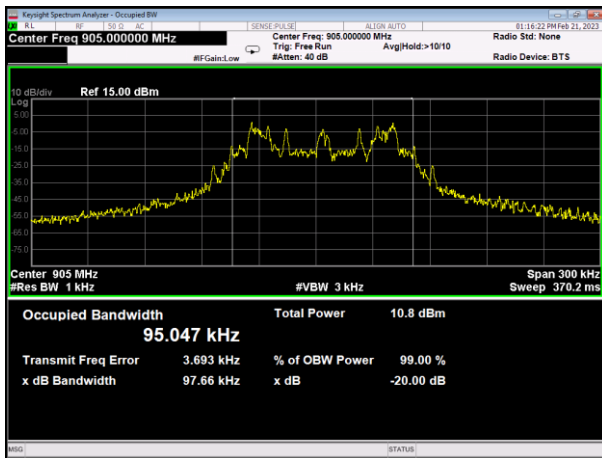 Keysight Spectrum Analyzer - Occupied BW
RL RF 50 Ω AC SENSE:PULSE ALIGN AUTO 01:16:22 PM Feb 21, 2023
Center Freq 905.000000 MHz Center Freq: 905.000000 MHz Radio Std: None
Trig: Free Run Avg|Hold:>10/10
#IFGain:Low #Atten: 40 dB Radio Device: BTS
10 dB/div Ref 15.00 dBm
Log
5.00
-5.00
-15.0
-25.0
-35.0
-45.0
-55.0
-65.0
-75.0
Center 905 MHz Span 300 kHz
#Res BW 1 kHz #VBW 3 kHz Sweep 370.2 ms
Occupied Bandwidth Total Power 10.8 dBm
95.047 kHz
Transmit Freq Error 3.693 kHz % of OBW Power 99.00 %
x dB Bandwidth 97.66 kHz x dB -20.00 dB
MSG STATUS